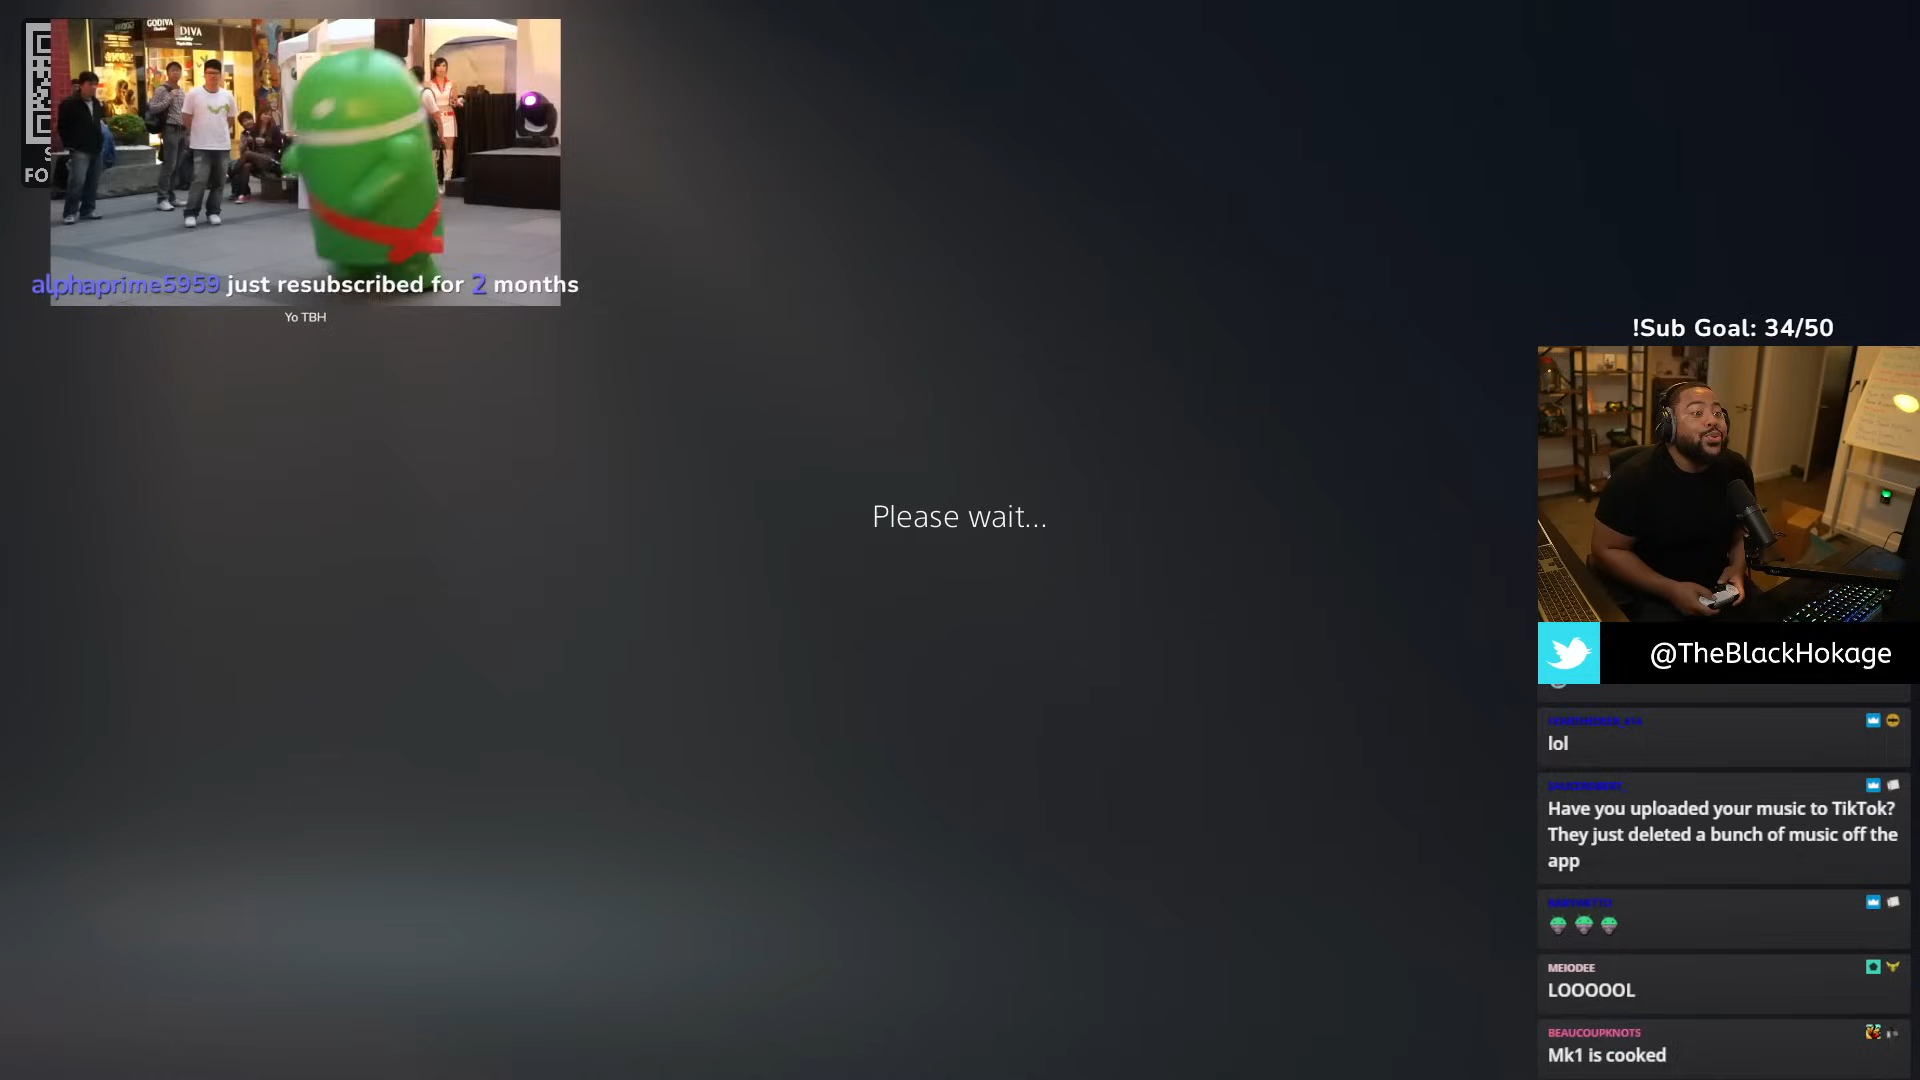 GODIVA
DIVA
FO
alphaprime5959 just resubscribed for 2 months
Yo TBH
Please wait...
!Sub Goal: 34/50
@TheBlackHokage
lol
Have you uploaded your music to TikTok?
They just deleted a bunch of music off the
app
MEIODEE
LOOOOOL
BEAUCOUPKNOTS
Mk1 is cooked